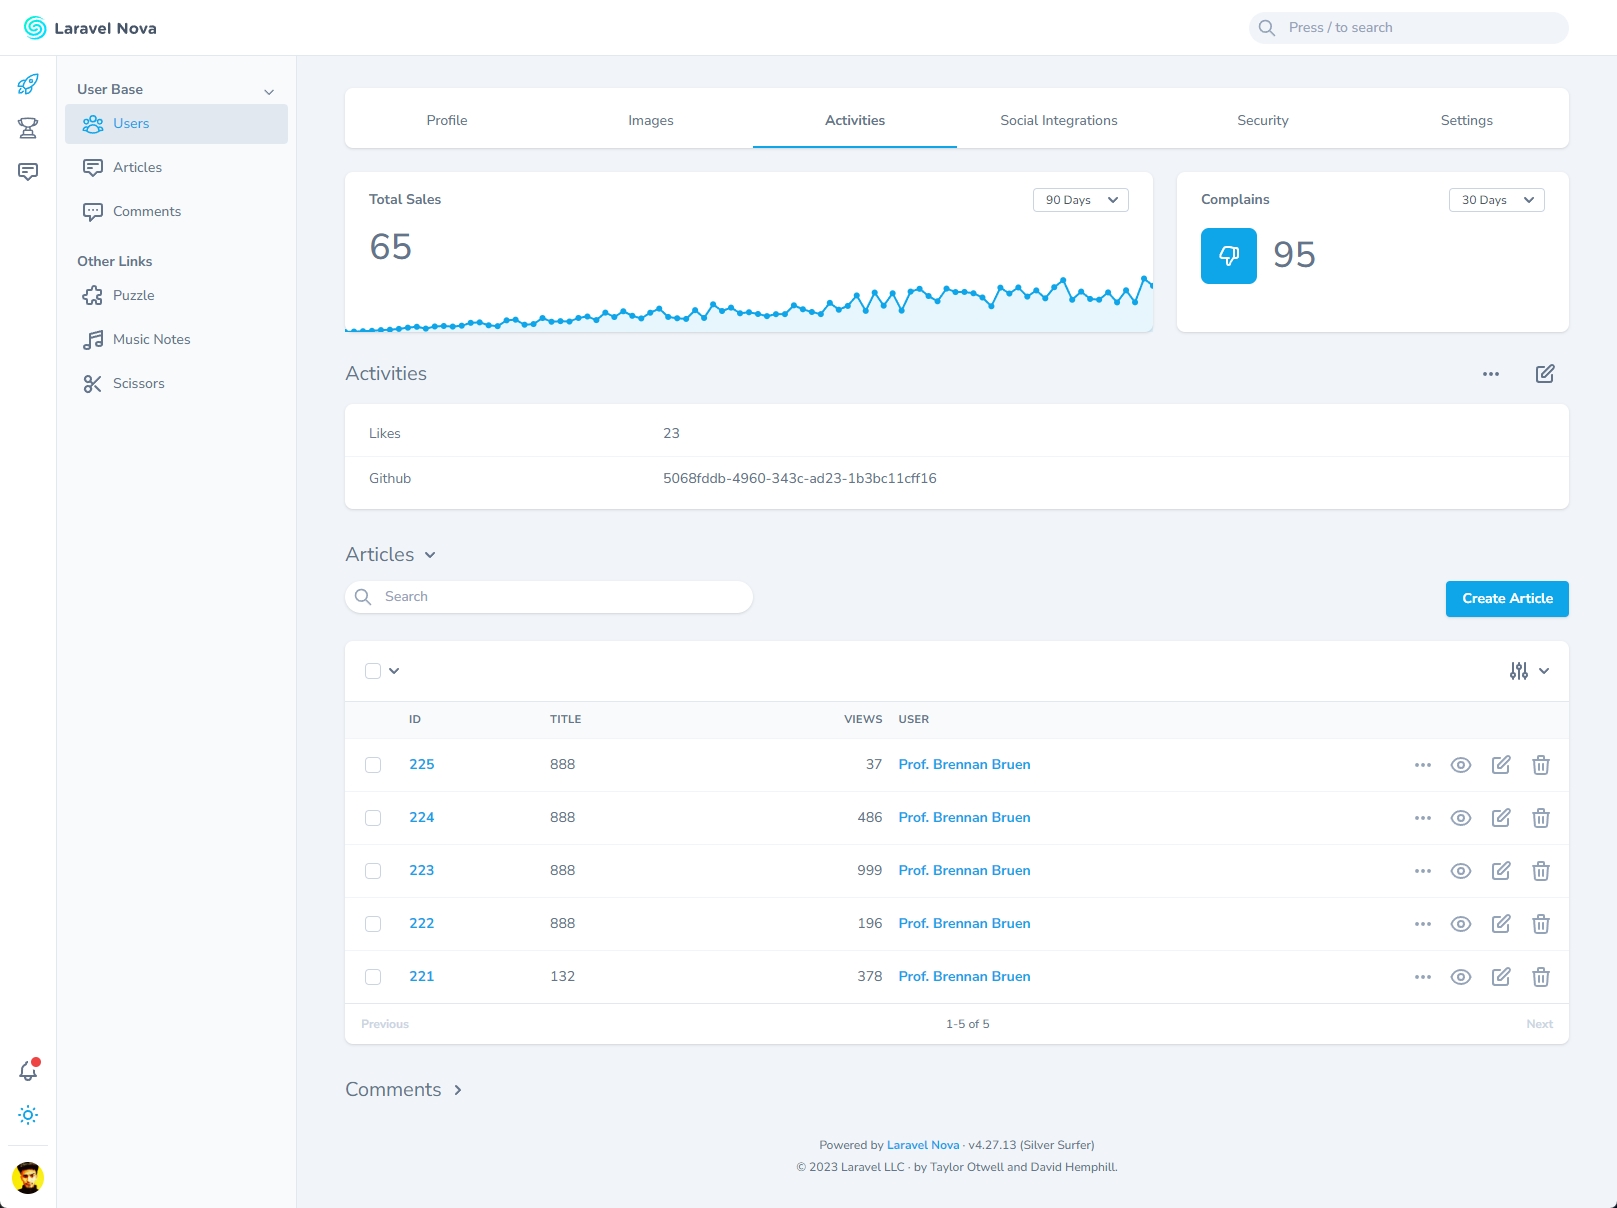 Laravel Nova
Press / to search
User Base
Users
Articles
Comments
Other Links
Puzzle
Music Notes
Scissors
Profile Images Activities Social Integrations Security Settings
Total Sales 90 Days
65
Complains 30 Days
95
Activities
Likes 23
Github 5068fddb-4960-343c-ad23-1b3bc11cff16
Articles
Search
Create Article
ID TITLE VIEWS USER
225 888 37 Prof. Brennan Bruen
224 888 486 Prof. Brennan Bruen
223 888 999 Prof. Brennan Bruen
222 888 196 Prof. Brennan Bruen
221 132 378 Prof. Brennan Bruen
Previous 1-5 of 5 Next
Comments
Powered by Laravel Nova · v4.27.13 (Silver Surfer)
© 2023 Laravel LLC · by Taylor Otwell and David Hemphill.